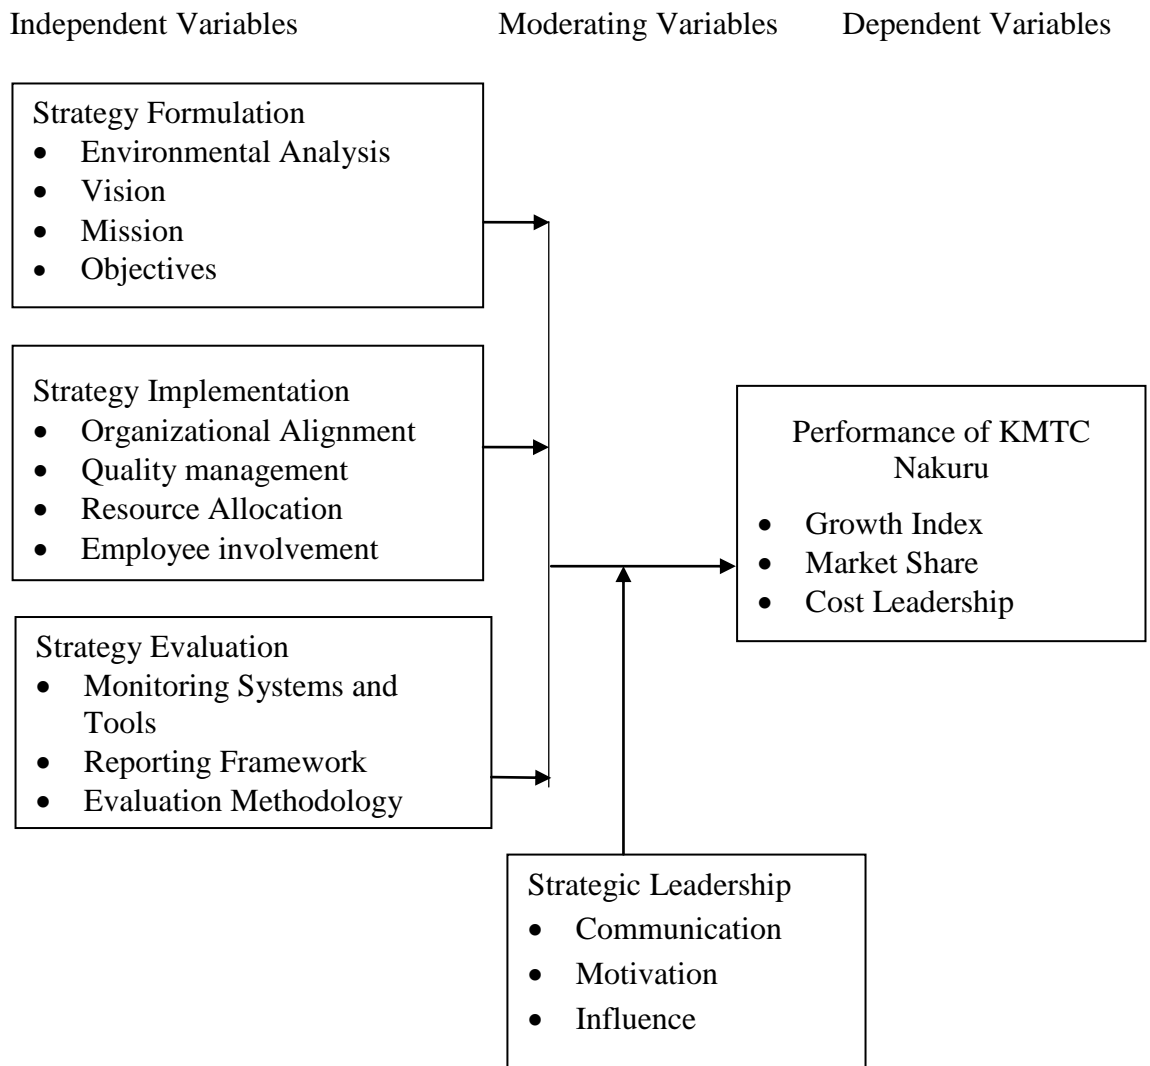 Independent Variables
Moderating Variables
Dependent Variables
Strategy Formulation
• Environmental Analysis
• Vision
• Mission
• Objectives
Strategy Implementation
• Organizational Alignment
• Quality management
• Resource Allocation
• Employee involvement
Strategy Evaluation
• Monitoring Systems and
Tools
• Reporting Framework
• Evaluation Methodology
Performance of KMTC
Nakuru
• Growth Index
• Market Share
• Cost Leadership
Strategic Leadership
• Communication
• Motivation
• Influence